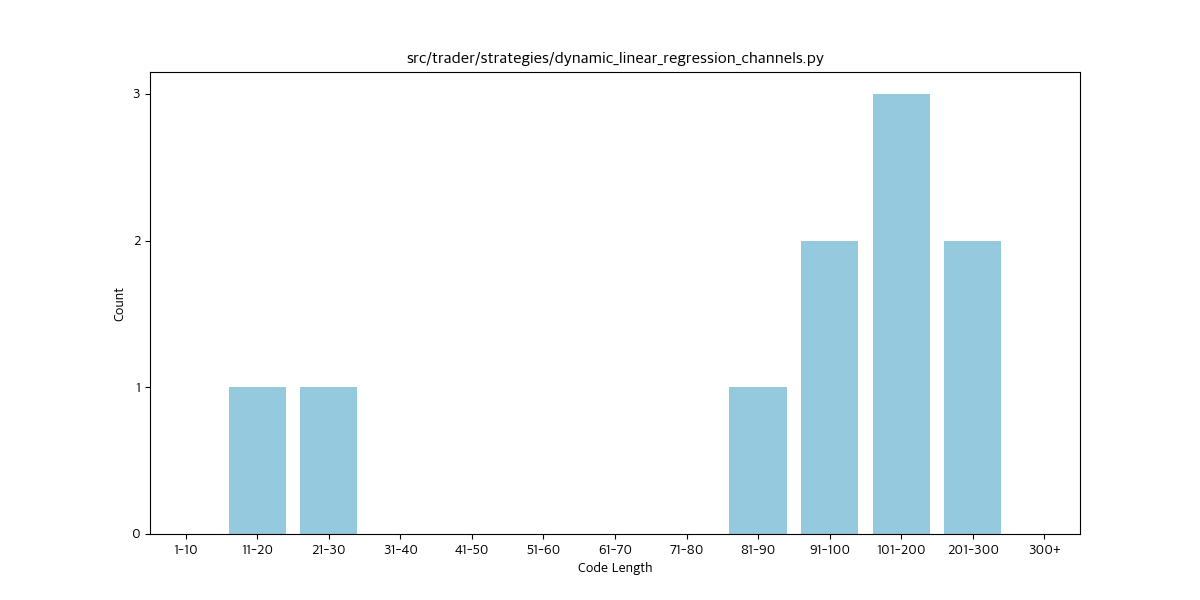 src/trader/strategies/dynamic_linear_regression_channels.py
3
2
1
0
Count
1-10 11-20 21-30 31-40 41-50 51-60 61-70 71-80 81-90 91-100 101-200 201-300 300+
Code Length